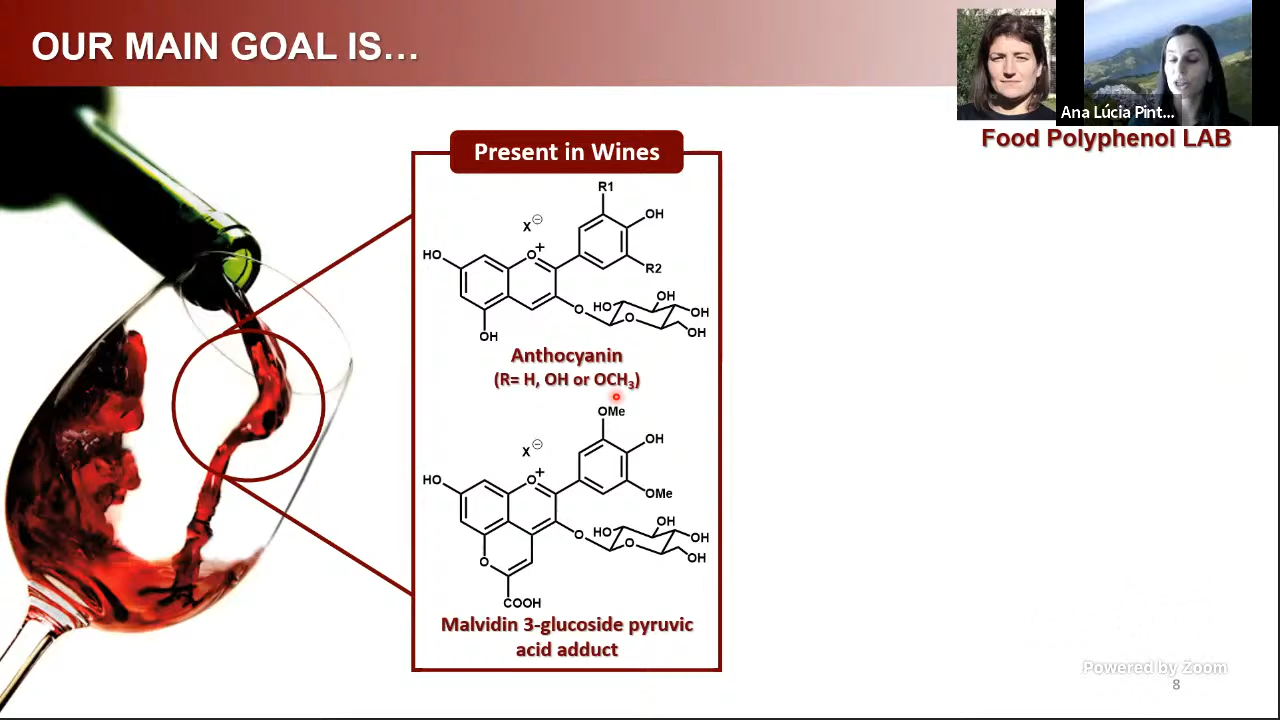 OUR MAIN GOAL IS…
Ana Lúcia Pint...
Food Polyphenol LAB
Present in Wines
R1
OH
X⊖
HO
O+
R2
OH
HO
OH
O
O
OH
OH
Anthocyanin
(R= H, OH or OCH₃)
OMe
OH
X⊖
HO
O+
OMe
OH
HO
OH
O
O
OH
O
COOH
Malvidin 3-glucoside pyruvic
acid adduct
Powered by Zoom
8